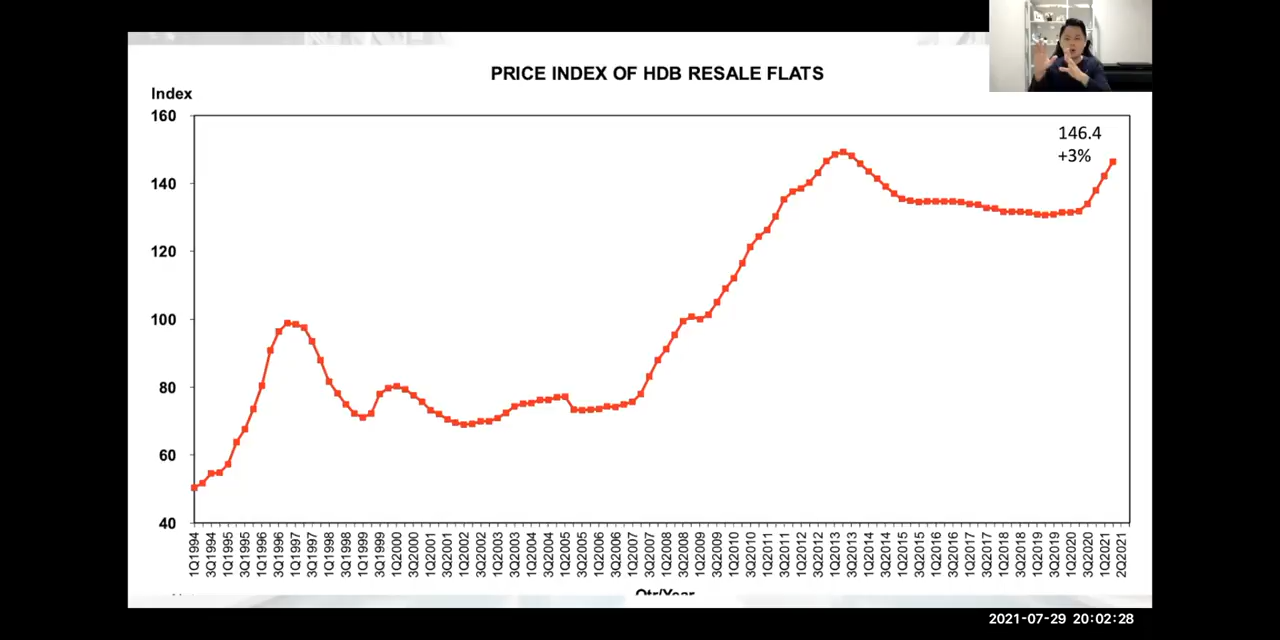 PRICE INDEX OF HDB RESALE FLATS
Index
160
146.4
+3%
140
120
100
80
60
40
1Q1994
3Q1994
1Q1995
3Q1995
1Q1996
3Q1996
1Q1997
3Q1997
1Q1998
3Q1998
1Q1999
3Q1999
1Q2000
3Q2000
1Q2001
3Q2001
1Q2002
3Q2002
1Q2003
3Q2003
1Q2004
3Q2004
1Q2005
3Q2005
1Q2006
3Q2006
1Q2007
3Q2007
1Q2008
3Q2008
1Q2009
3Q2009
1Q2010
3Q2010
1Q2011
3Q2011
1Q2012
3Q2012
1Q2013
3Q2013
1Q2014
3Q2014
1Q2015
3Q2015
1Q2016
3Q2016
1Q2017
3Q2017
1Q2018
3Q2018
1Q2019
3Q2019
1Q2020
3Q2020
1Q2021
2Q2021
Qtr/Year
2021-07-29 20:02:28